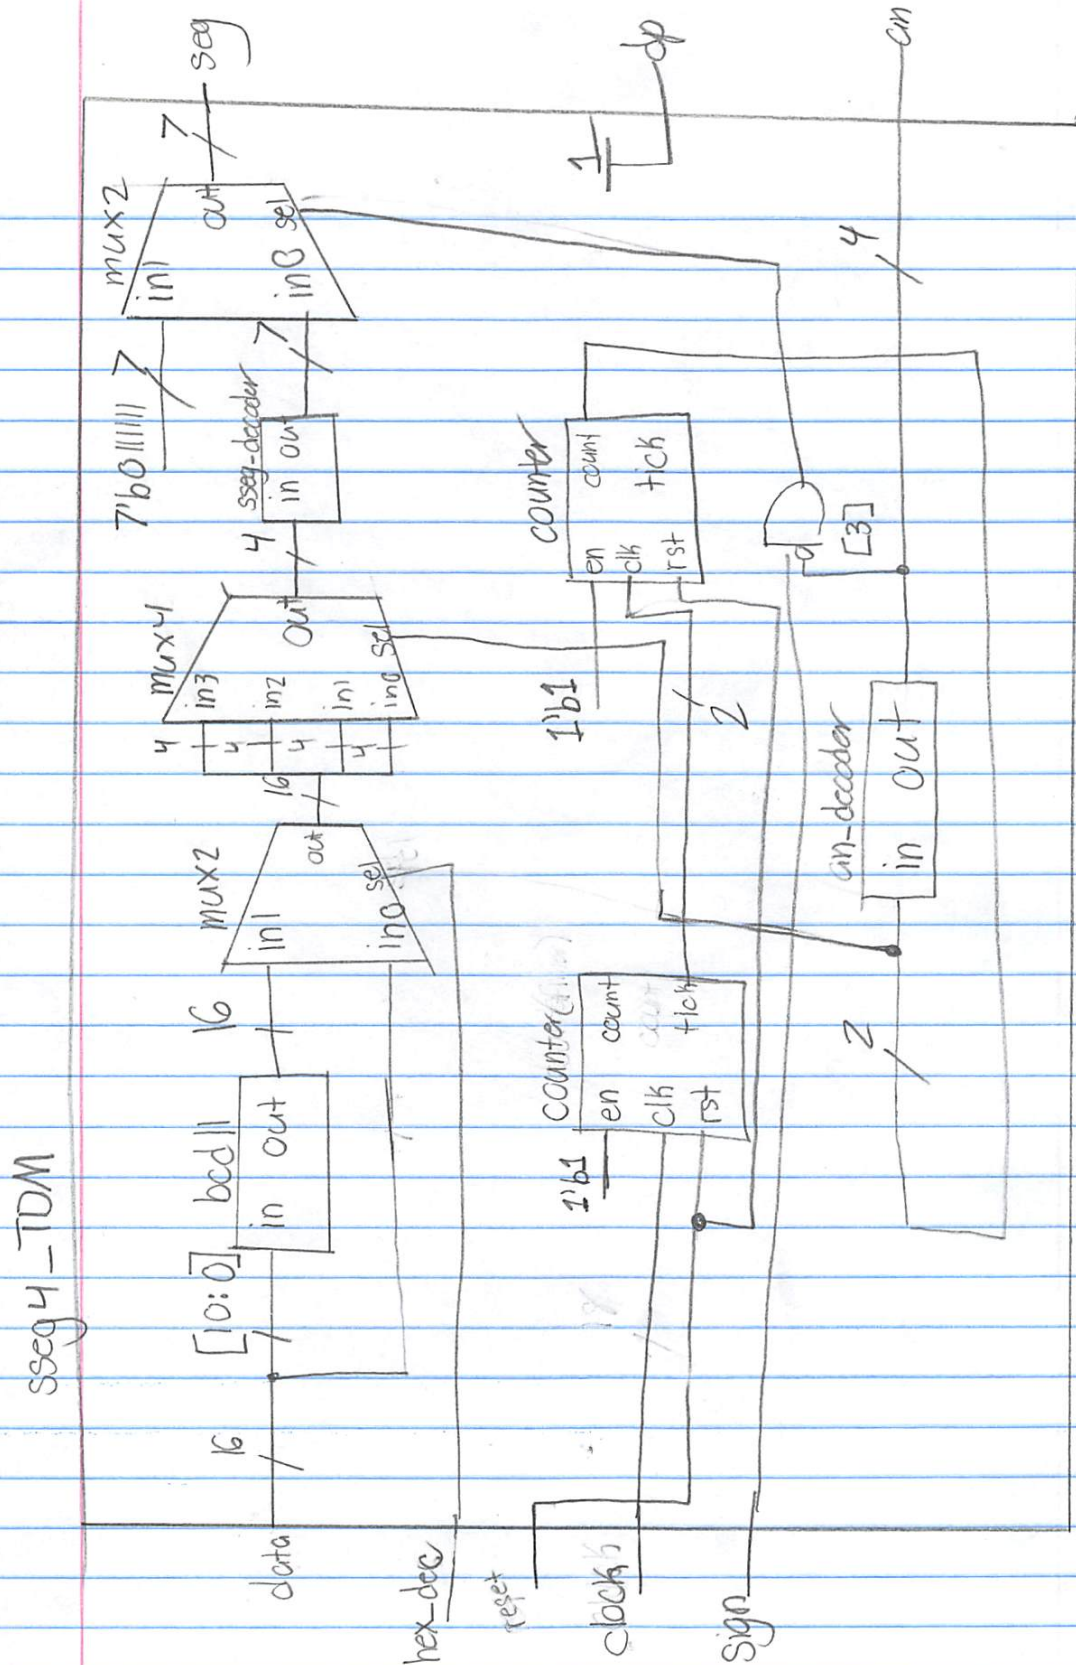 sseg4_TDM
data
16
[10:0]
bcd11
in out
16
mux2
in1
in0
out
sel
16
4
4
4
4
mux4
in3
in2
in1
in0
out
sel
4
sseg-decoder
in out
7
7'b0111111
7
mux2
in1
in0
out
sel
7
seg
hex_dec
reset
clock
sign
1'b1
counter
en count
clk
rst tick
1'b1
2
counter
en count
clk tick
rst
1
dp
2
an-decoder
in out
[3]
4
an